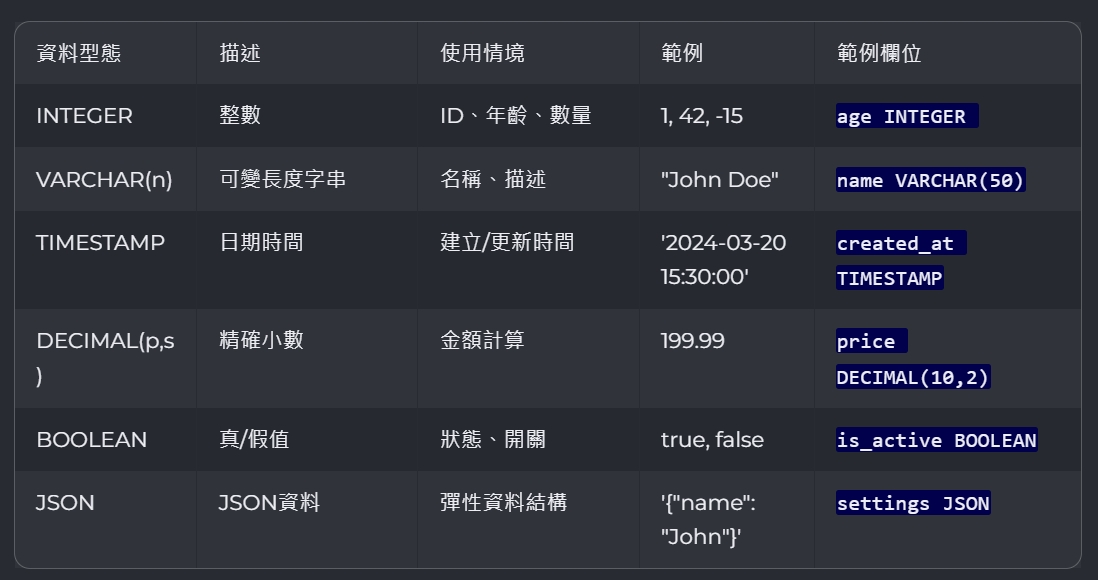 資料型態 描述 使用情境 範例 範例欄位
INTEGER 整數 ID、年齡、數量 1, 42, -15 age INTEGER
VARCHAR(n) 可變長度字串 名稱、描述 "John Doe" name VARCHAR(50)
TIMESTAMP 日期時間 建立/更新時間 '2024-03-20 created_at
15:30:00' TIMESTAMP
DECIMAL(p,s 精確小數 金額計算 199.99 price
) DECIMAL(10,2)
BOOLEAN 真/假值 狀態、開關 true, false is_active BOOLEAN
JSON JSON資料 彈性資料結構 '{"name": settings JSON
"John"}'